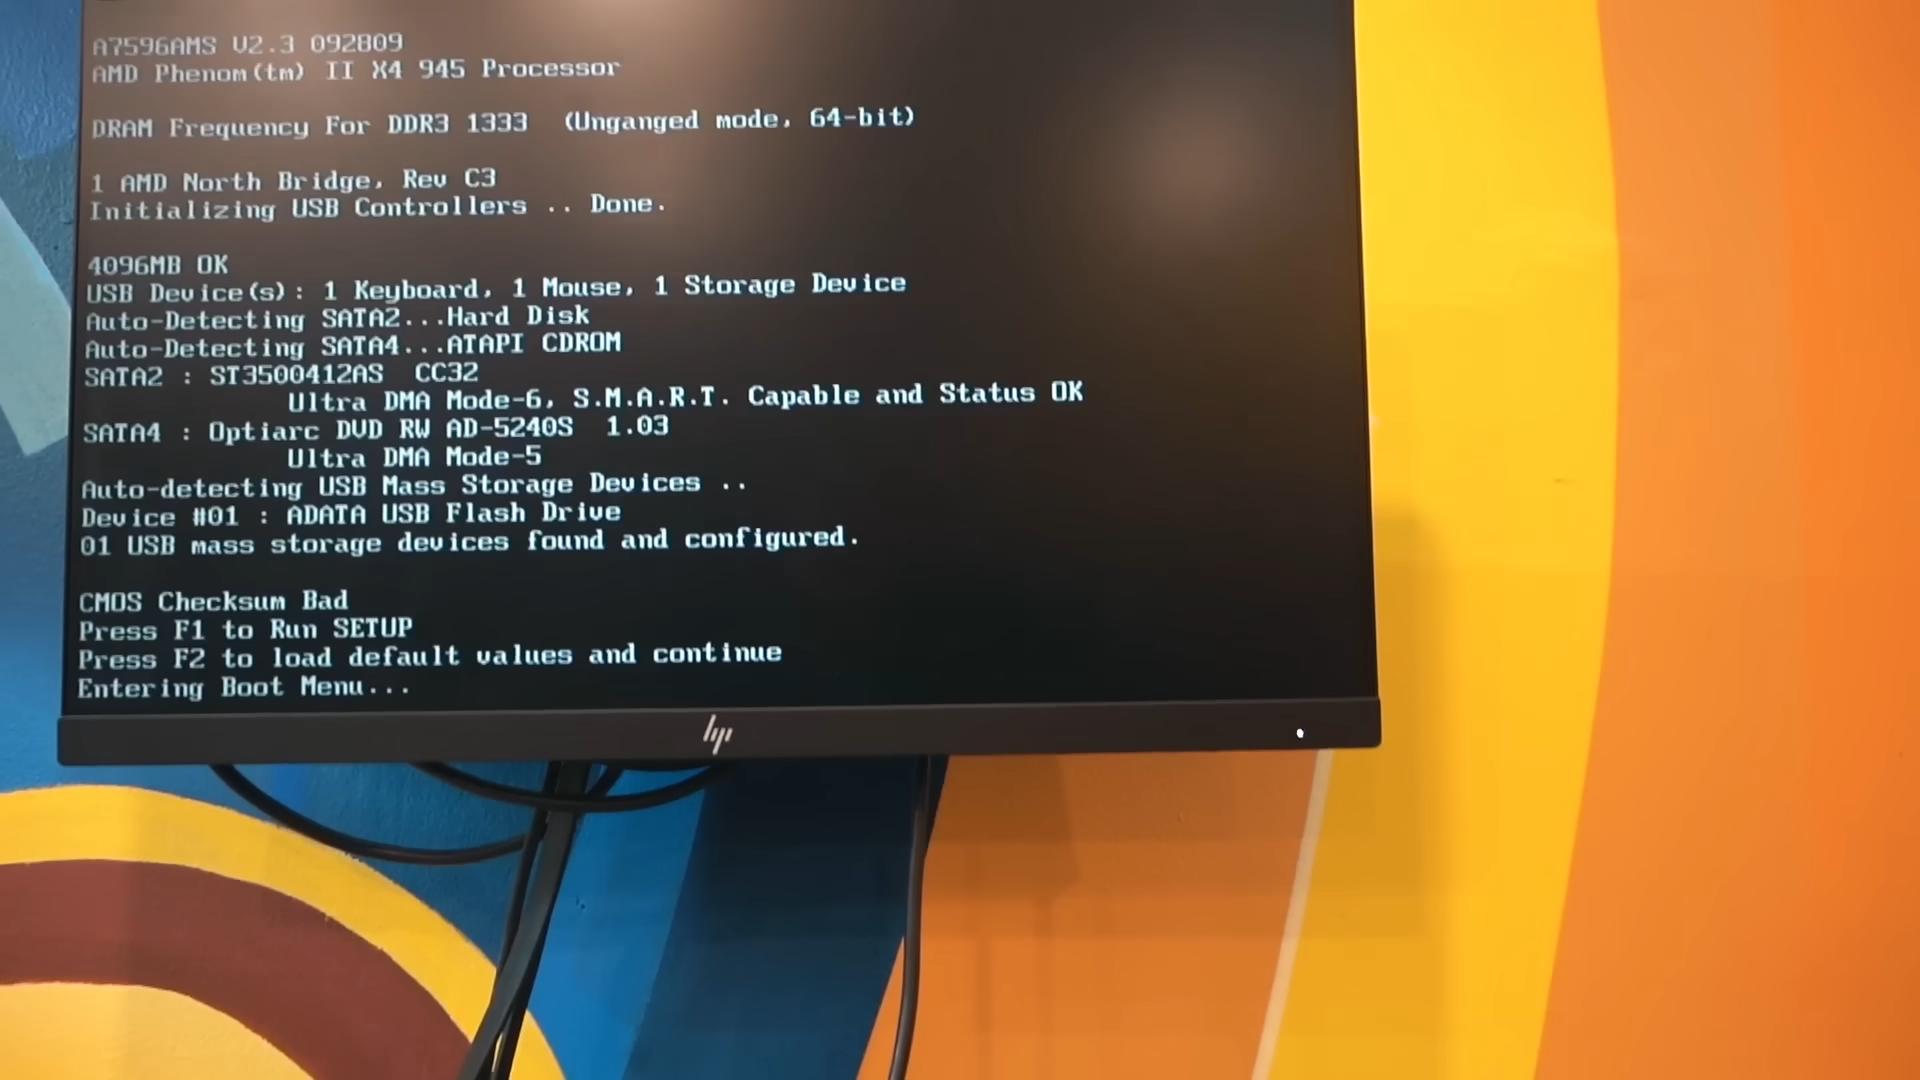 A7596AMS V2.3 092809
AMD Phenom(tm) II X4 945 Processor
DRAM Frequency For DDR3 1333 (Unganged mode, 64-bit)
1 AMD North Bridge, Rev C3
Initializing USB Controllers .. Done.
4096MB OK
USB Device(s): 1 Keyboard, 1 Mouse, 1 Storage Device
Auto-Detecting SATA2...Hard Disk
Auto-Detecting SATA4...ATAPI CDROM
SATA2 : ST3500412AS CC32
Ultra DMA Mode-6, S.M.A.R.T. Capable and Status OK
SATA4 : Optiarc DVD RW AD-5240S 1.03
Ultra DMA Mode-5
Auto-detecting USB Mass Storage Devices ..
Device #01 : ADATA USB Flash Drive
01 USB mass storage devices found and configured.
CMOS Checksum Bad
Press F1 to Run SETUP
Press F2 to load default values and continue
Entering Boot Menu...
hp